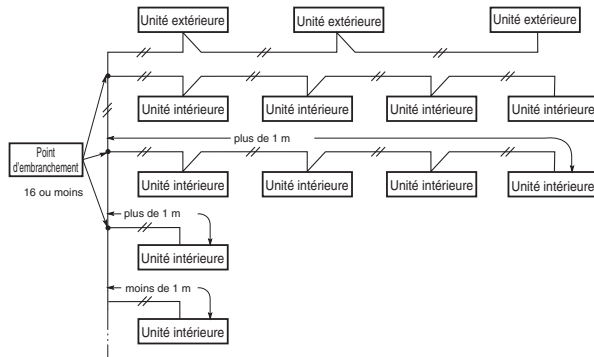 Unité extérieure Unité extérieure Unité extérieure
Unité intérieure Unité intérieure Unité intérieure Unité intérieure
plus de 1 m
Point
d'embranchement
16 ou moins
Unité intérieure Unité intérieure Unité intérieure Unité intérieure
plus de 1 m
Unité intérieure
moins de 1 m
Unité intérieure